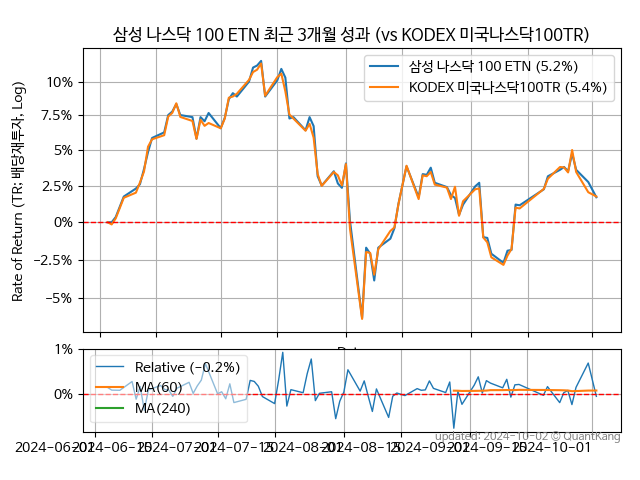 삼성 나스닥 100 ETN 최근 3개월 성과 (vs KODEX 미국나스닥100TR)
Rate of Return (TR: 배당재투자, Log)
삼성 나스닥 100 ETN (5.2%)
KODEX 미국나스닥100TR (5.4%)
10%
7.5%
5%
2.5%
0%
−2.5%
−5%
1%
0%
Relative (−0.2%)
MA(60)
MA(240)
2024-06-01 2024-06-15 2024-07-01 2024-07-15 2024-08-01 2024-08-15 2024-09-01 2024-09-15 2024-10-01
updated: 2024-10-02 © QuantKang